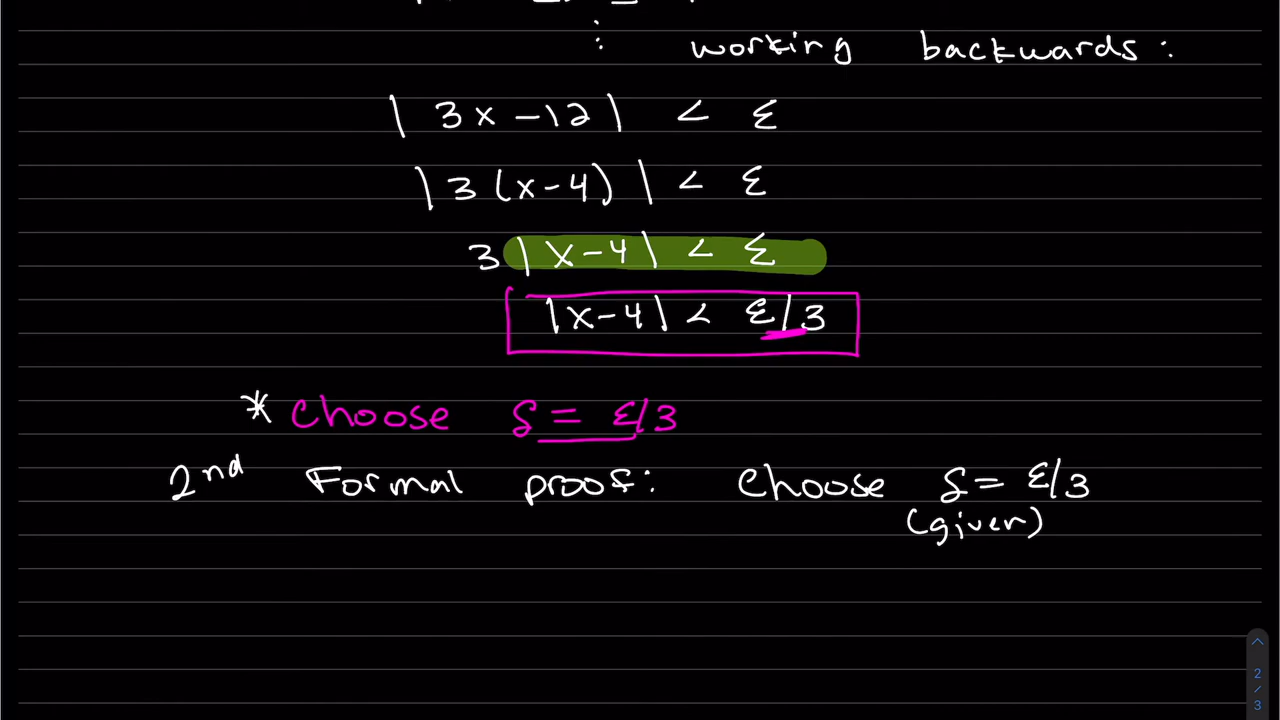 : working backwards:
| 3x - 12 | < ε
| 3 (x - 4) | < ε
3 | x - 4 | < ε
| x - 4 | < ε/3
* Choose δ = ε/3
2nd Formal proof: Choose δ = ε/3
(given)
2
/
3